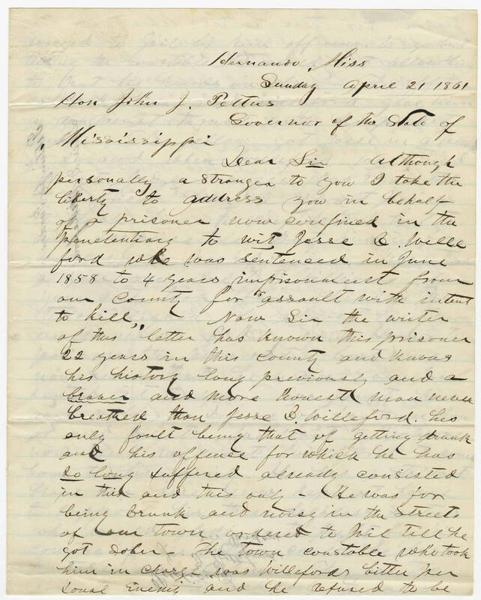 Hernando, Miss
Sunday April 21 1861
Hon John J. Pettus
Governor of the State of
Mississippi
Dear Sir Although
personally a stranger to you I take the
liberty to address you in behalf
of a prisoner now confined in the
penetentiary to wit Jesse B. Wille
ford who was sentenced in June
1858 to 4 years imprisonment from
our County for "assault with intent
to kill," Now Sir the writer
of this letter has known this prisoner
22 years in this County and knows
his history long previously and a
braver and more honest man never
breathed than Jesse B. Willeford. his
only fault being that of getting drunk
and his offense for which he has
so long suffered already consisted
in this and this only - He was for
being drunk and noisy in the streets
of our town ordered to Jail till he
got sober - The town constable who took
him in charge was Willefords bitter per
sonal enemy and he refused to be